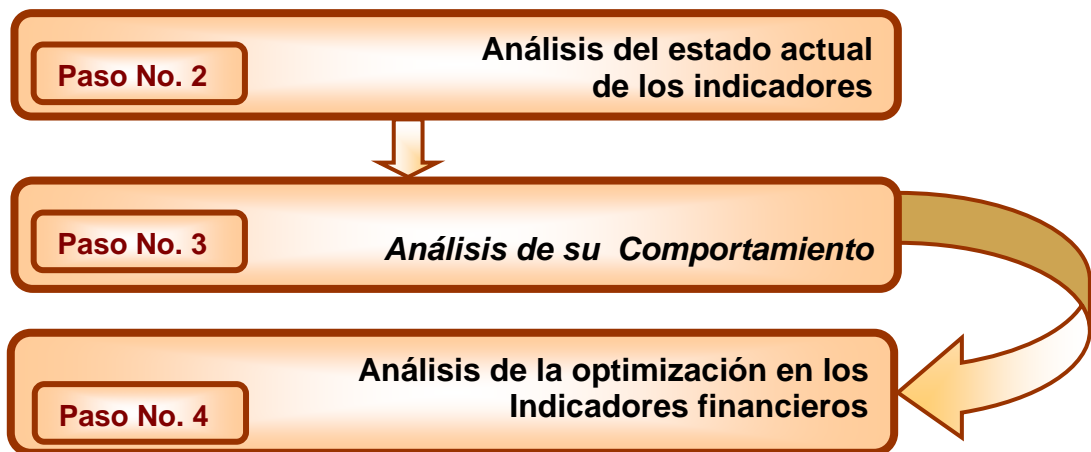 Paso No. 2
Análisis del estado actual
de los indicadores
Paso No. 3
Análisis de su Comportamiento
Paso No. 4
Análisis de la optimización en los
Indicadores financieros